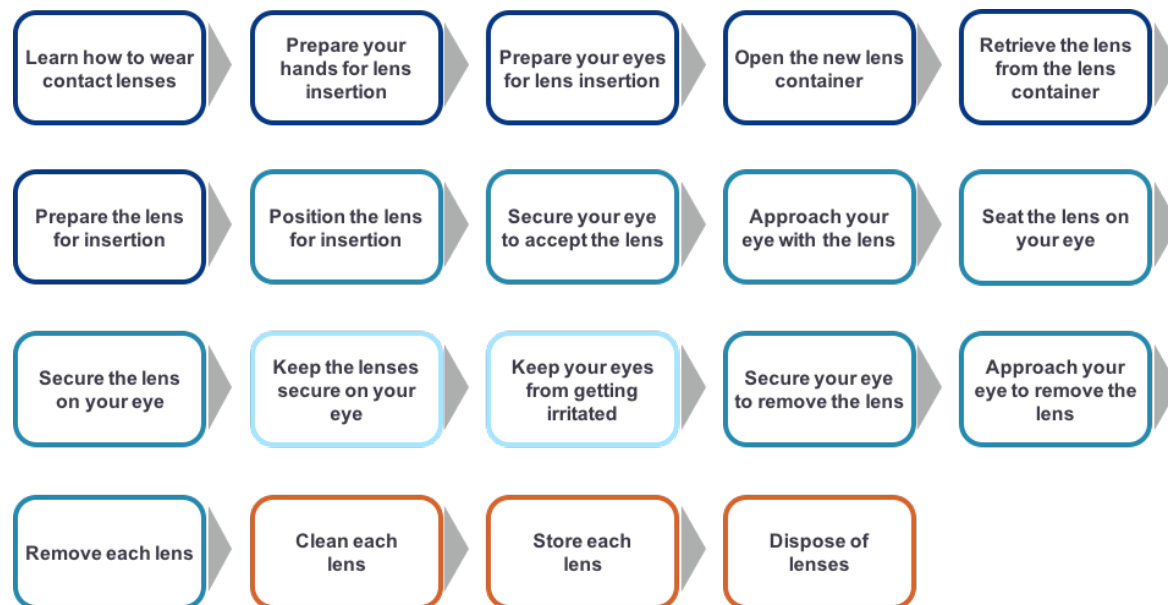 Learn how to wear
contact lenses
Prepare your
hands for lens
insertion
Prepare your eyes
for lens insertion
Open the new lens
container
Retrieve the lens
from the lens
container
Prepare the lens
for insertion
Position the lens
for insertion
Secure your eye
to accept the lens
Approach your
eye with the lens
Seat the lens on
your eye
Secure the lens
on your eye
Keep the lenses
secure on your
eye
Keep your eyes
from getting
irritated
Secure your eye
to remove the lens
Approach your
eye to remove the
lens
Remove each lens
Clean each
lens
Store each
lens
Dispose of
lenses